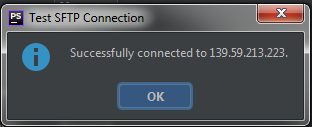 PS Test SFTP Connection
Successfully connected to 139.59.213.223.
OK